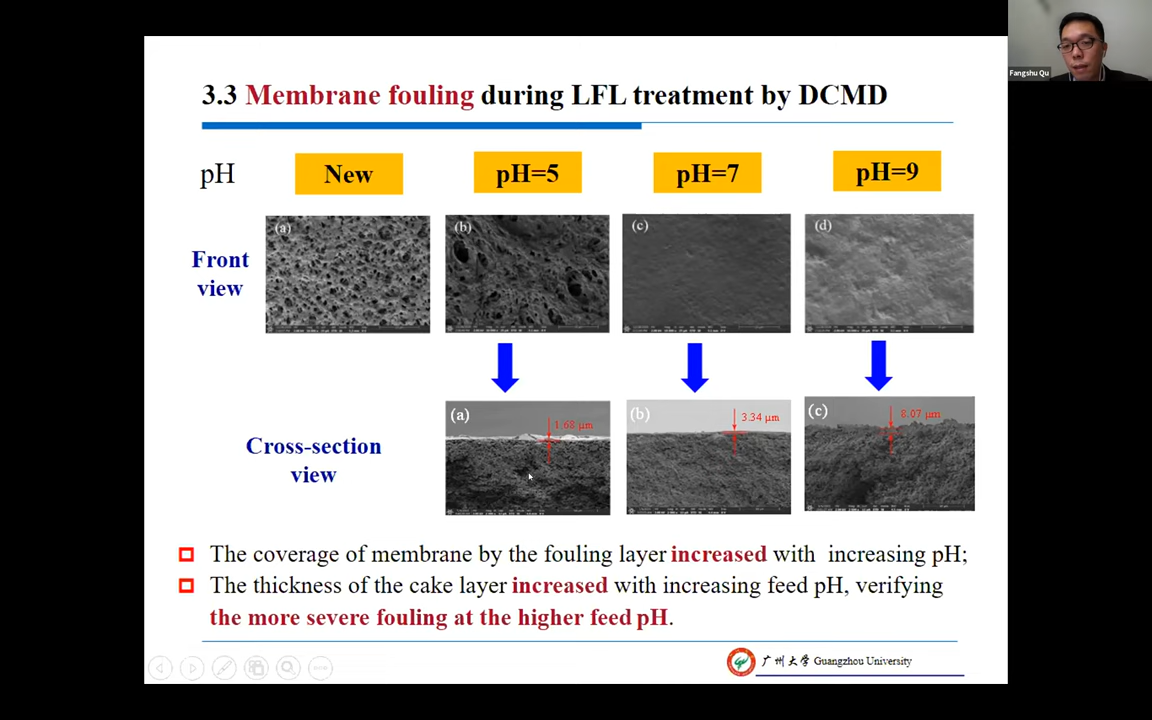 Fangshu Qu
3.3 Membrane fouling during LFL treatment by DCMD
pH
New
pH=5
pH=7
pH=9
Front
view
(a)
(b)
(c)
(d)
Cross-section
view
(a)
1.68 μm
(b)
3.34 μm
(c)
8.07 μm
The coverage of membrane by the fouling layer increased with increasing pH;
The thickness of the cake layer increased with increasing feed pH, verifying
the more severe fouling at the higher feed pH.
广州大学 Guangzhou University